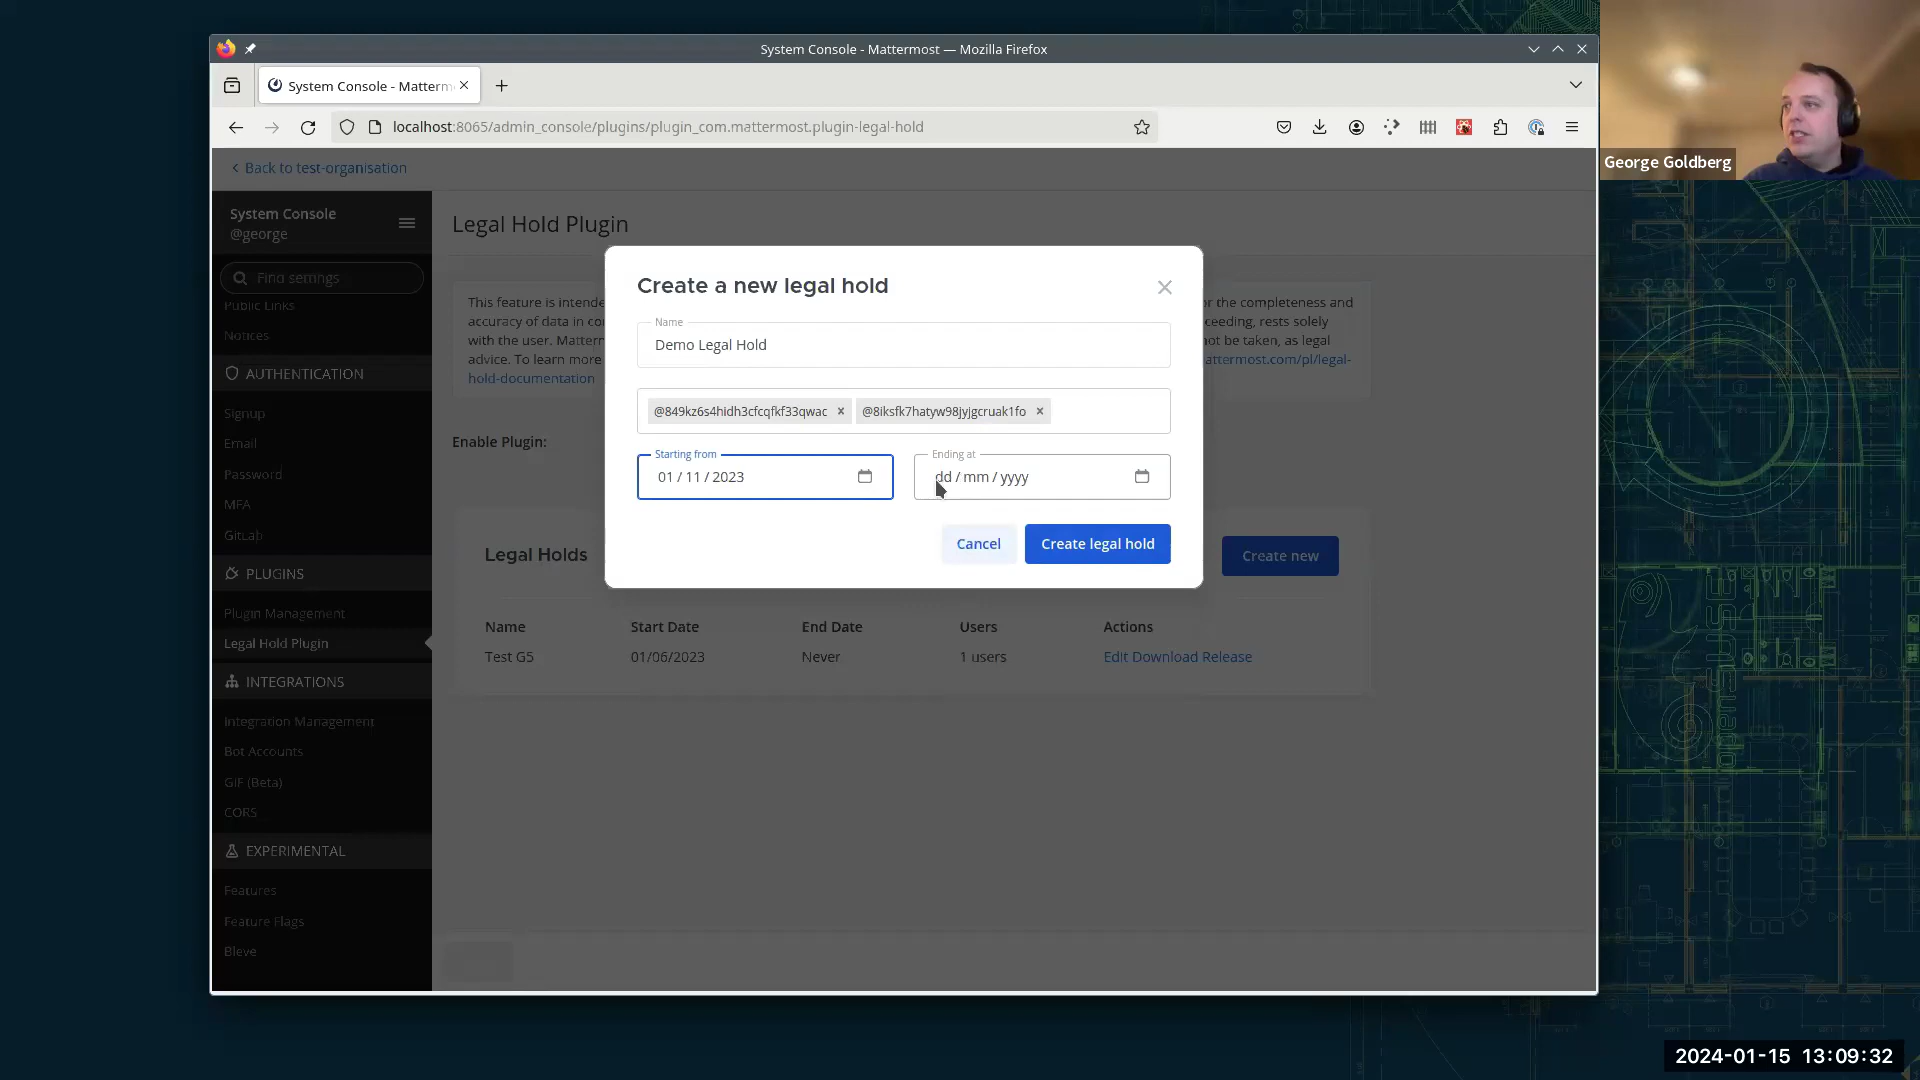 System Console - Mattermost — Mozilla Firefox
System Console - Matterm
localhost:8065/admin_console/plugins/plugin_com.mattermost.plugin-legal-hold
George Goldberg
Back to test-organisation
System Console
@george
Find settings
Public Links
Notices
AUTHENTICATION
Signup
Email
Password
MFA
GitLab
PLUGINS
Plugin Management
Legal Hold Plugin
INTEGRATIONS
Integration Management
Bot Accounts
GIF (Beta)
CORS
EXPERIMENTAL
Features
Feature Flags
Bleve
Legal Hold Plugin
This feature is intende
or the completeness and
accuracy of data in co
ceeding, rests solely
with the user. Matterm
not be taken, as legal
advice. To learn more
attermost.com/pl/legal-
hold-documentation
Enable Plugin:
Create a new legal hold
Name
Demo Legal Hold
@849kz6s4hidh3cfcqfkf33qwac × @8iksfk7hatyw98jyjgcruak1fo ×
Starting from Ending at
01 / 11 / 2023 dd / mm / yyyy
Cancel Create legal hold
Legal Holds Create new
Name Start Date End Date Users Actions
Test G5 01/06/2023 Never 1 users Edit Download Release
2024-01-15 13:09:32